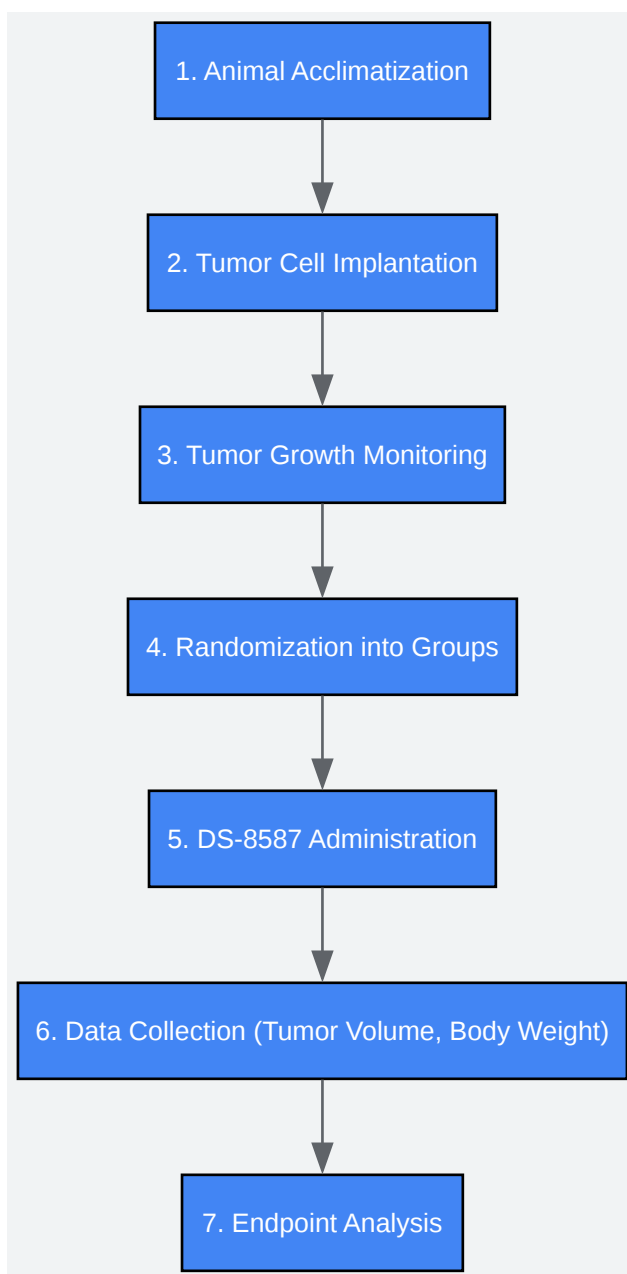 1. Animal Acclimatization
2. Tumor Cell Implantation
3. Tumor Growth Monitoring
4. Randomization into Groups
5. DS-8587 Administration
6. Data Collection (Tumor Volume, Body Weight)
7. Endpoint Analysis